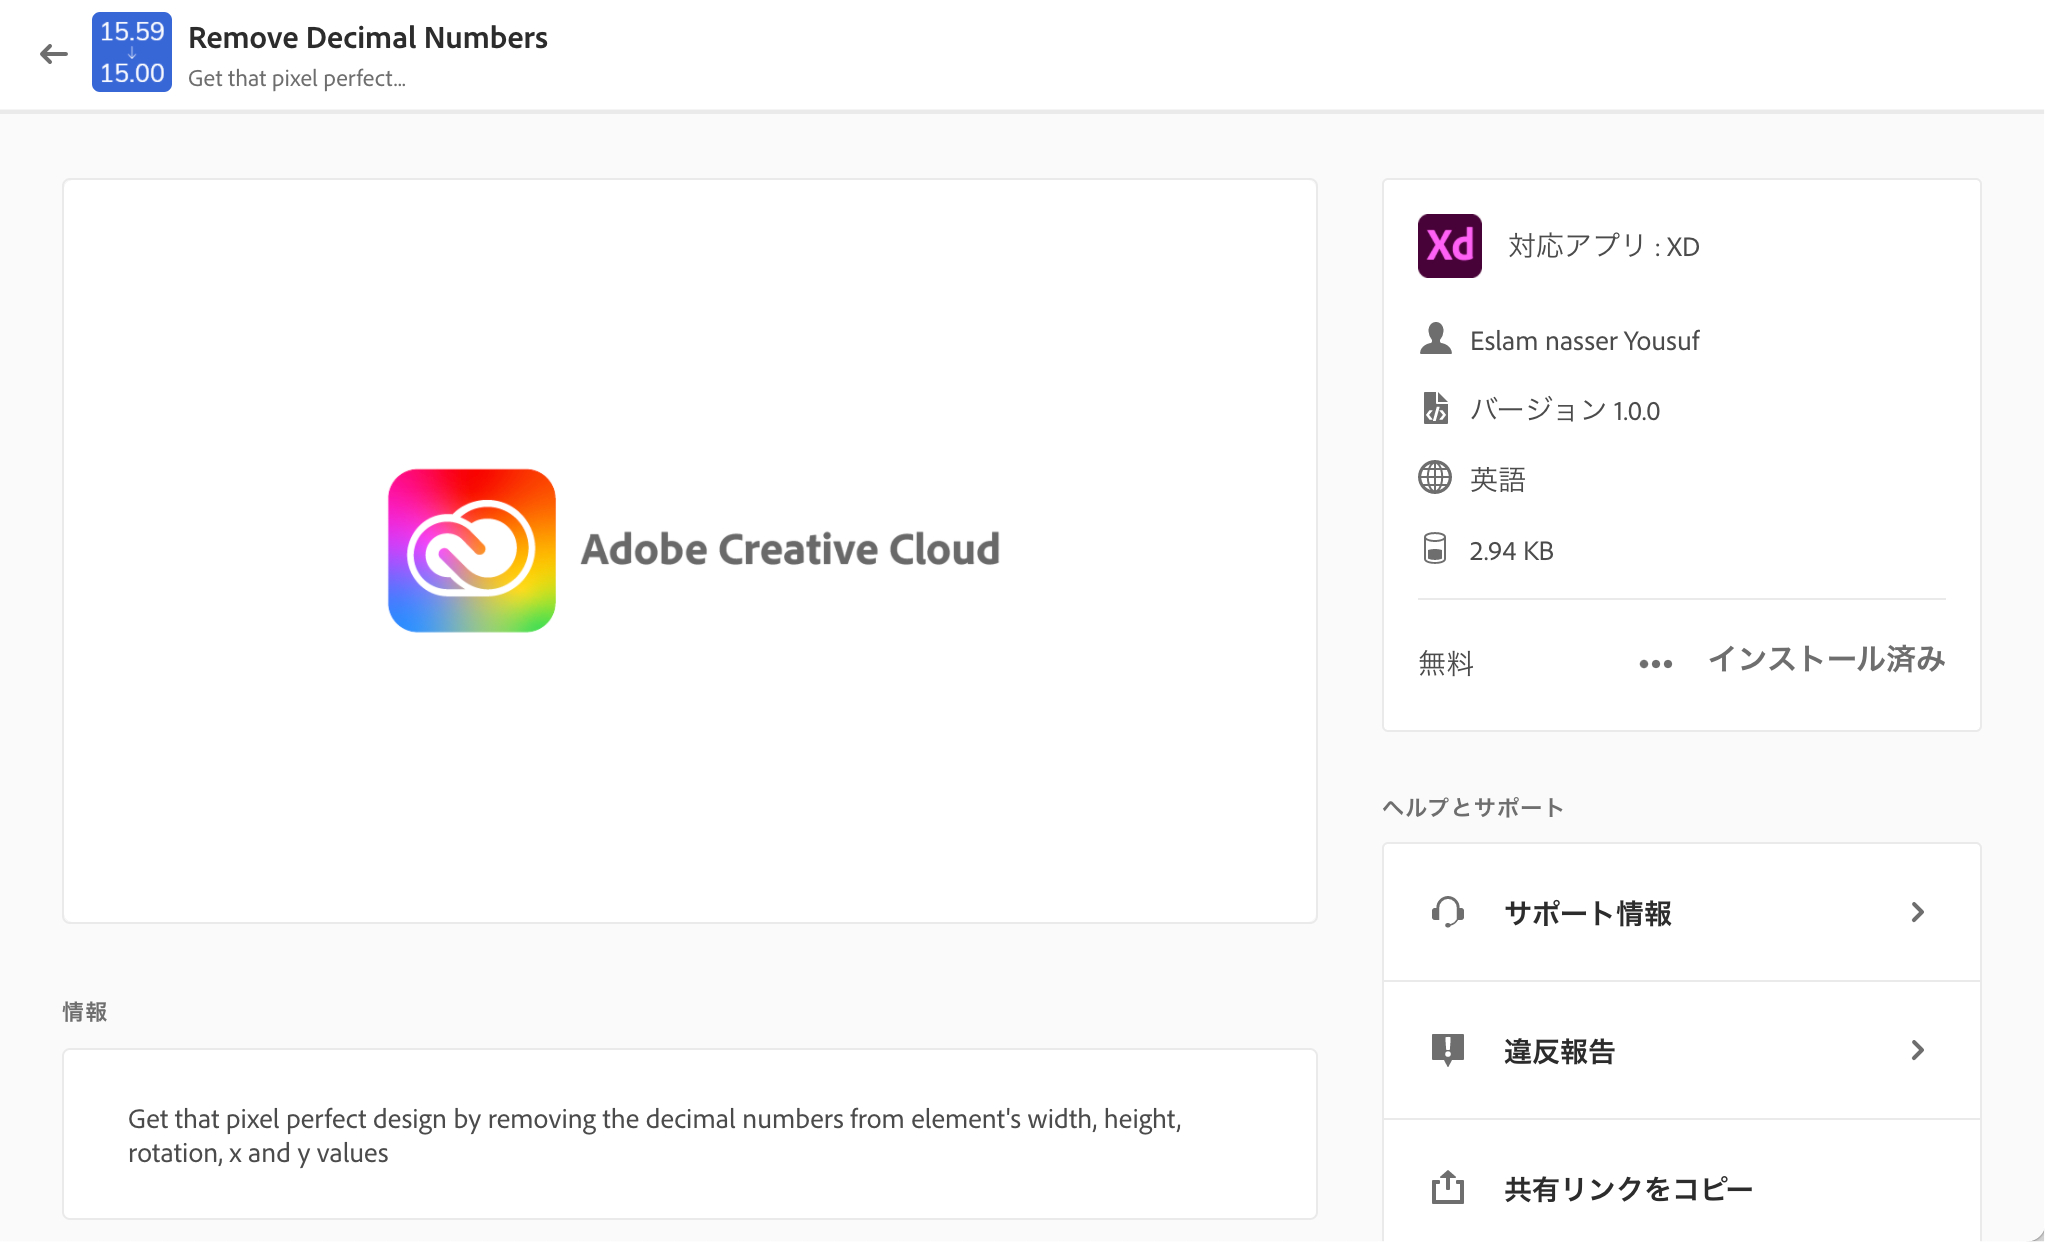 15.59
↓
15.00
Remove Decimal Numbers
Get that pixel perfect...
Adobe Creative Cloud
情報
Get that pixel perfect design by removing the decimal numbers from element's width, height,
rotation, x and y values
Xd
対応アプリ : XD
Eslam nasser Yousuf
バージョン 1.0.0
英語
2.94 KB
無料
••• インストール済み
ヘルプとサポート
サポート情報
違反報告
共有リンクをコピー